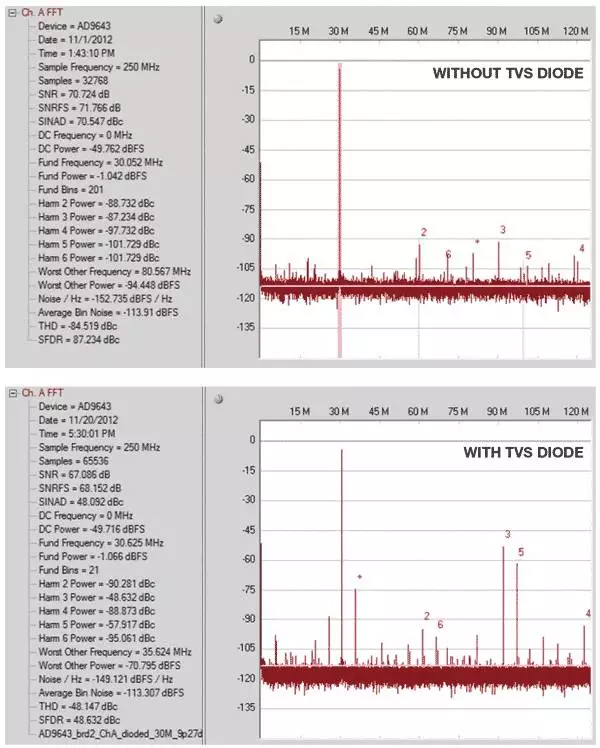 Ch. A FFT
Device = AD9643
Date = 11/1/2012
Time = 1:43:10 PM
Sample Frequency = 250 MHz
Samples = 32768
SNR = 70.724 dB
SNRFS = 71.766 dB
SINAD = 70.547 dBc
DC Frequency = 0 MHz
DC Power = -49.762 dBFS
Fund Frequency = 30.052 MHz
Fund Power = -1.042 dBFS
Fund Bins = 201
Harm 2 Power = -88.732 dBc
Harm 3 Power = -87.234 dBc
Harm 4 Power = -97.732 dBc
Harm 5 Power = -101.729 dBc
Harm 6 Power = -101.729 dBc
Worst Other Frequency = 80.567 MHz
Worst Other Power = -94.448 dBFS
Noise / Hz = -152.735 dBFS / Hz
Average Bin Noise = -113.91 dBFS
THD = -84.519 dBc
SFDR = 87.234 dBc
15 M 30 M 45 M 60 M 75 M 90 M 105 M 120 M
WITHOUT TVS DIODE
0
-15
-30
-45
-60
-75
-90
-105
-120
-135
2
6
*
3
5
4
Ch. A FFT
Device = AD9643
Date = 11/20/2012
Time = 5:30:01 PM
Sample Frequency = 250 MHz
Samples = 65536
SNR = 67.086 dB
SNRFS = 68.152 dB
SINAD = 48.092 dBc
DC Frequency = 0 MHz
DC Power = -49.716 dBFS
Fund Frequency = 30.625 MHz
Fund Power = -1.066 dBFS
Fund Bins = 21
Harm 2 Power = -90.281 dBc
Harm 3 Power = -48.632 dBc
Harm 4 Power = -88.873 dBc
Harm 5 Power = -57.917 dBc
Harm 6 Power = -95.061 dBc
Worst Other Frequency = 35.624 MHz
Worst Other Power = -70.795 dBFS
Noise / Hz = -149.121 dBFS / Hz
Average Bin Noise = -113.307 dBFS
THD = -48.147 dBc
SFDR = 48.632 dBc
AD9643_brd2_ChA_dioded_30M_9p27d
15 M 30 M 45 M 60 M 75 M 90 M 105 M 120 M
WITH TVS DIODE
0
-15
-30
-45
-60
-75
-90
-105
-120
-135
-150
*
2
6
3
5
4